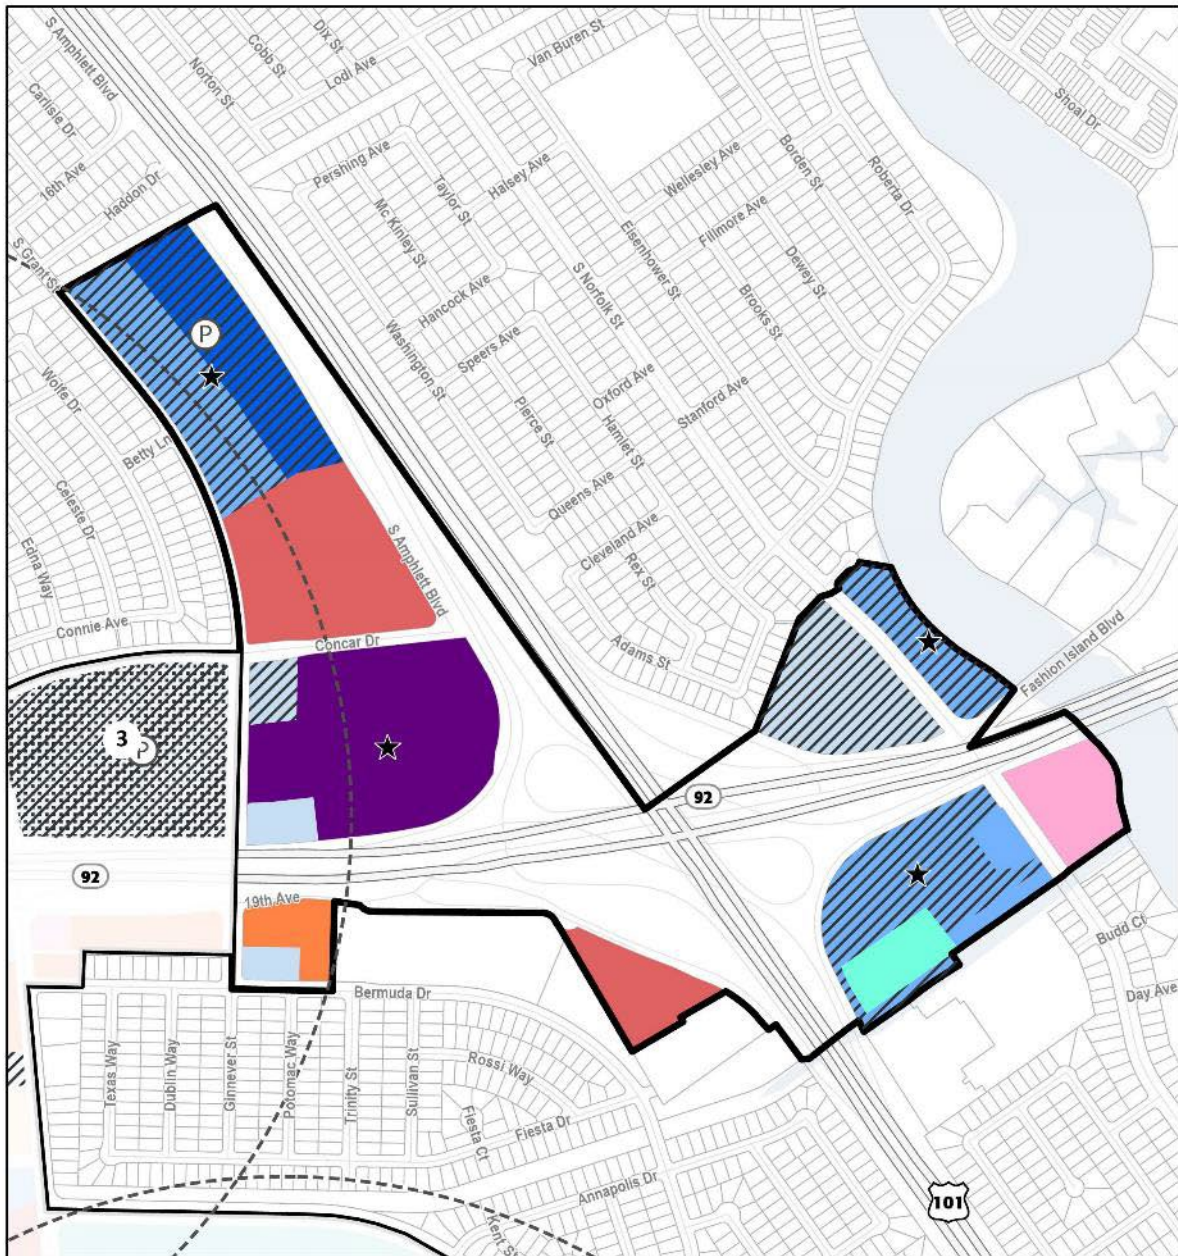 S Amphlett Blvd
Cobb St
Dix St
Lodi Ave
Van Buren St
Norton St
Carlisle Dr
Shoal Dr
16th Ave
Haddon Dr
Pershing Ave
Taylor St
Halsey Ave
Wellesley Ave
Borden St
Roberta Dr
Mc Kinley St
Eisenhower St
Fillmore Ave
Dewey St
S Grant St
Hancock Ave
S Norfolk St
Brooks St
P
Washington St
Speers Ave
Oxford Ave
Stanford Ave
Wolfe Dr
Betty Ln
Pierce St
Hamlet St
Celeste Dr
Queens Ave
Edna Way
Cleveland Ave
Rex St
S Amphlett Blvd
Connie Ave
Concar Dr
Adams St
Fashion Island Blvd
3
P
92
92
19th Ave
Budd Ct
Bermuda Dr
Day Ave
Texas Way
Dublin Way
Ginnever St
Potomac Way
Trinity St
Sullivan St
Rossi Way
Fiesta Ct
Fiesta Dr
Annapolis Dr
101
Kent St